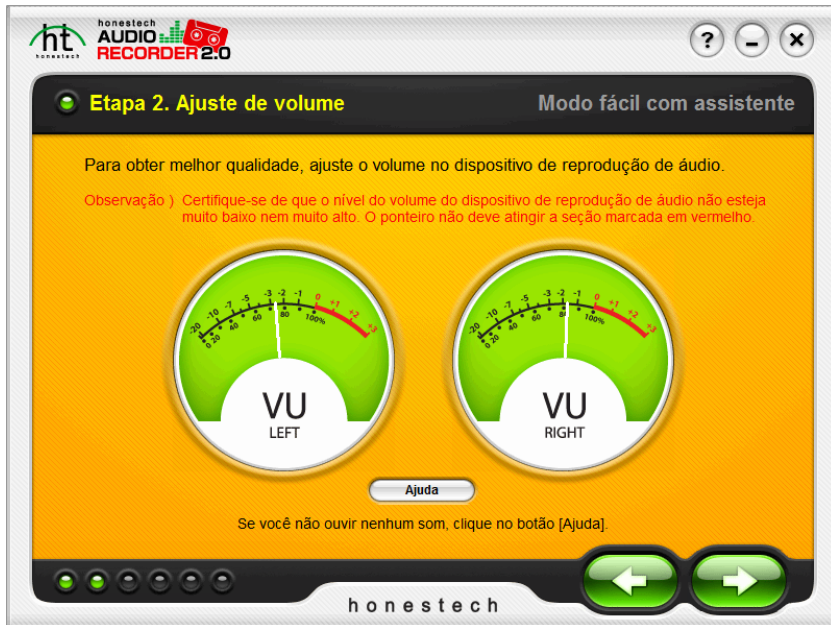 ht
honestech
honestech
AUDIO
RECORDER 2.0
?
Etapa 2. Ajuste de volume
Modo fácil com assistente
Para obter melhor qualidade, ajuste o volume no dispositivo de reprodução de áudio.
Observação ) Certifique-se de que o nível do volume do dispositivo de reprodução de áudio não esteja
muito baixo nem muito alto. O ponteiro não deve atingir a seção marcada em vermelho.
-20 -10 -7 -5 -3 -2 -1 0 +1 +2 +3
0 20 40 60 80 100%
VU
LEFT
-20 -10 -7 -5 -3 -2 -1 0 +1 +2 +3
0 20 40 60 80 100%
VU
RIGHT
Ajuda
Se você não ouvir nenhum som, clique no botão [Ajuda].
honestech